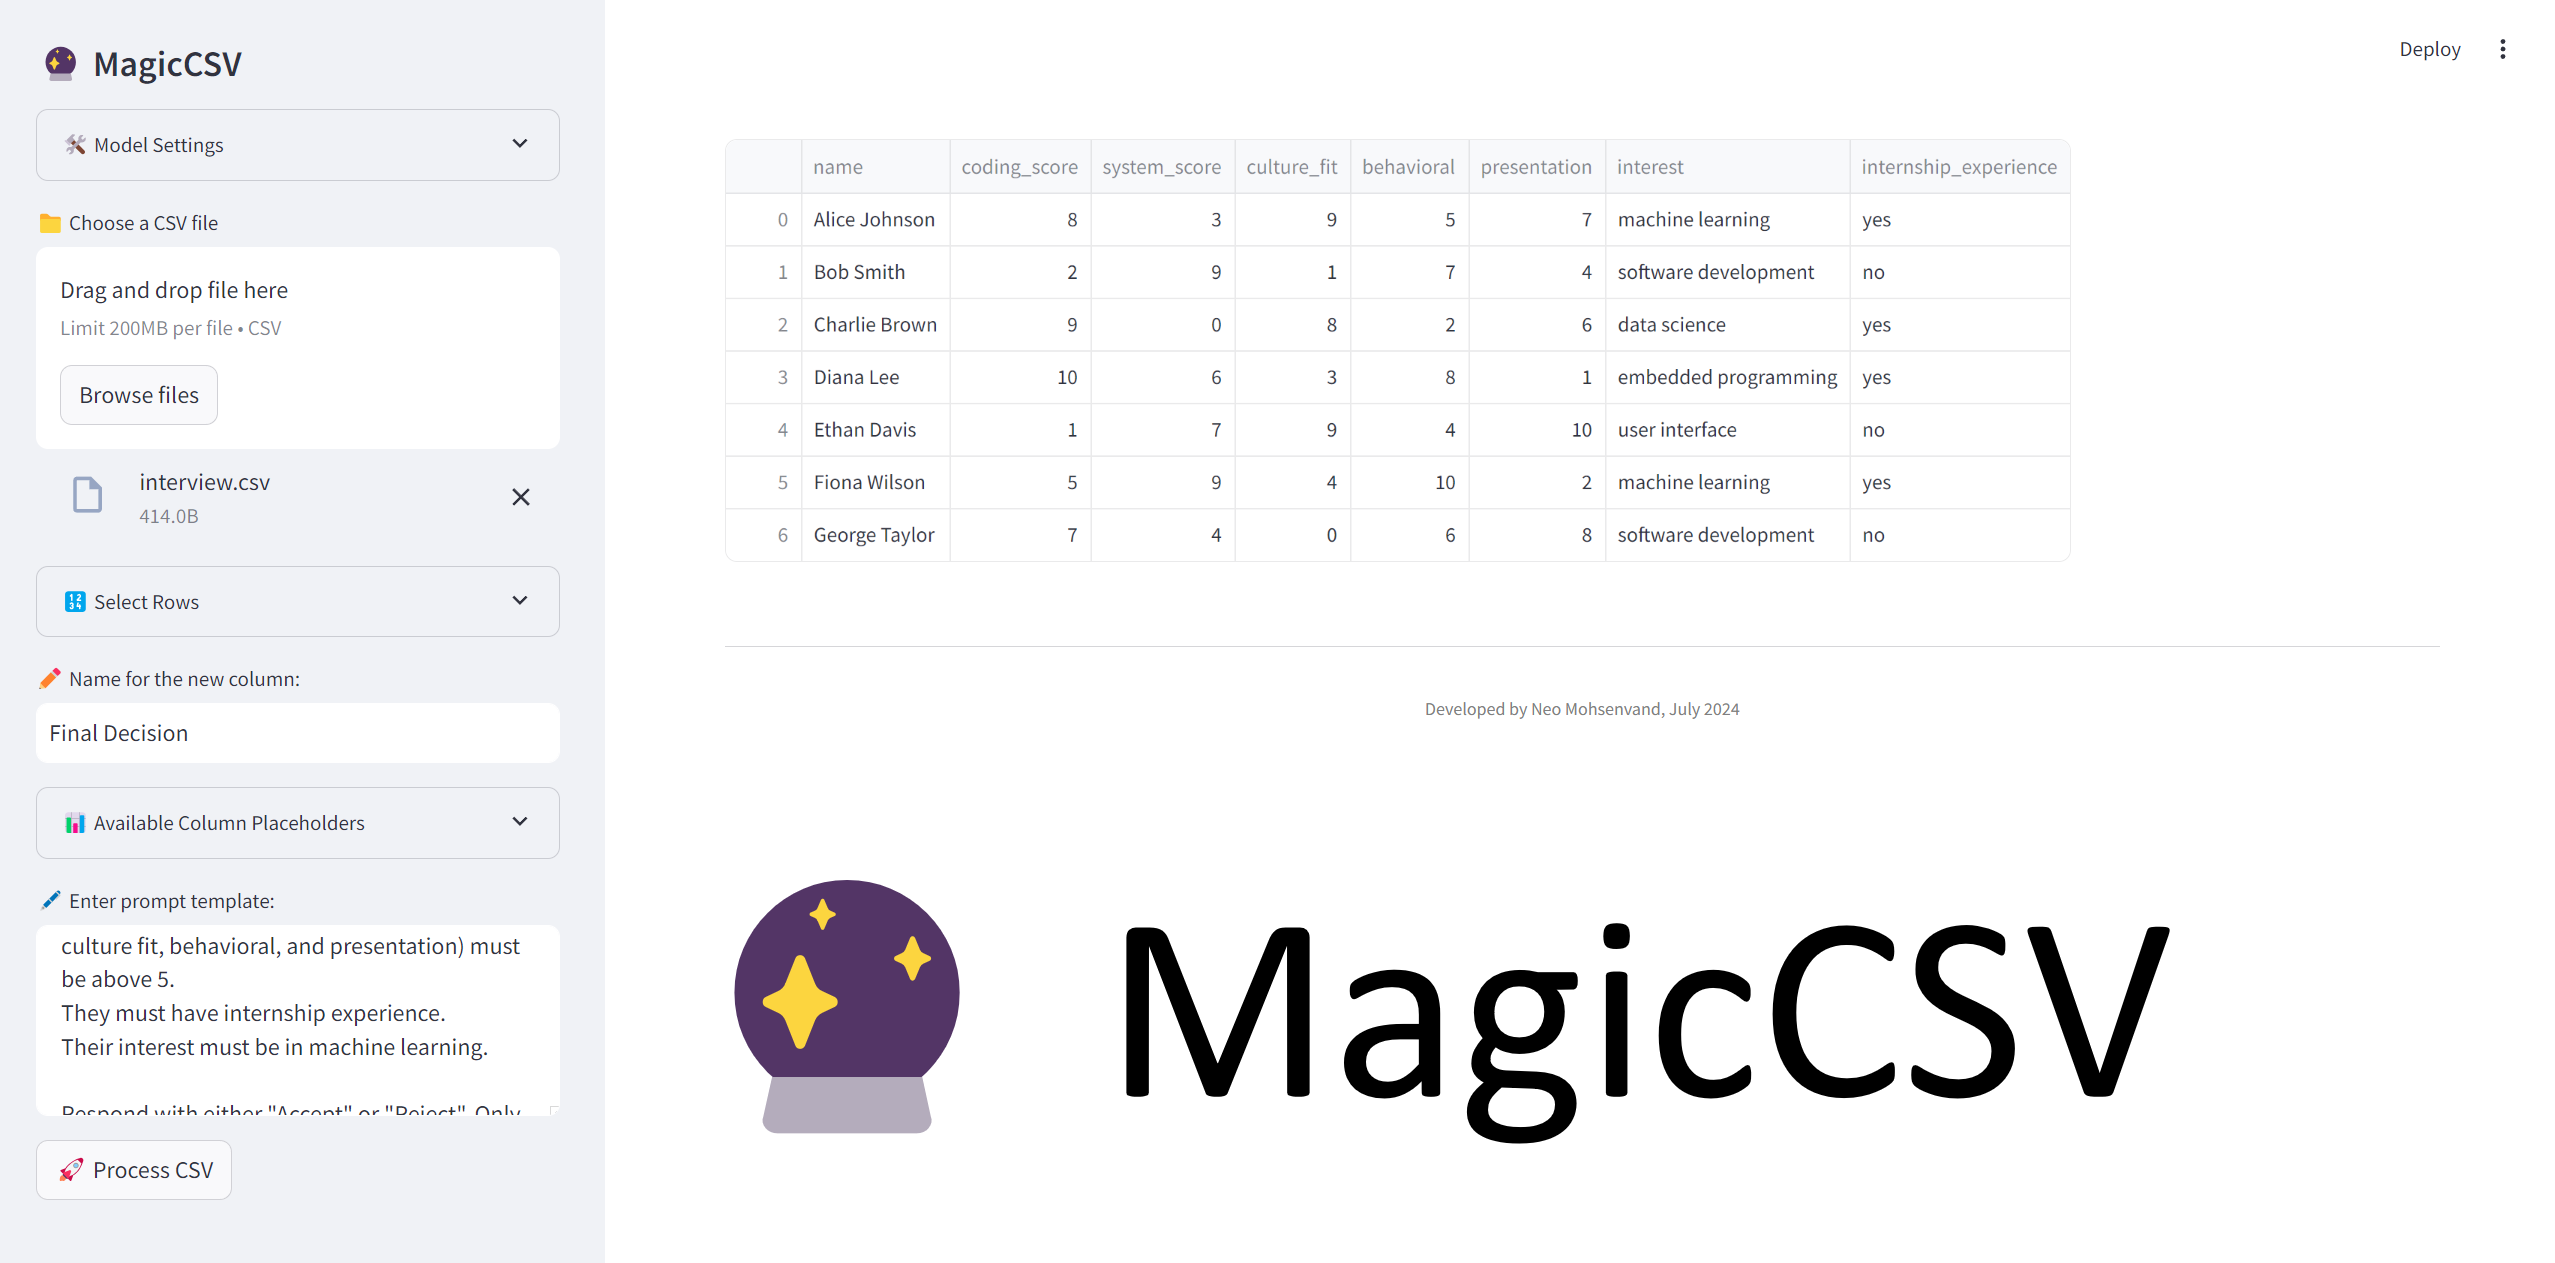 MagicCSV
Model Settings
Choose a CSV file
Drag and drop file here
Limit 200MB per file • CSV
Browse files
interview.csv
414.0B
Select Rows
Name for the new column:
Final Decision
Available Column Placeholders
Enter prompt template:
culture fit, behavioral, and presentation) must
be above 5.
They must have internship experience.
Their interest must be in machine learning.
Respond with either "Accept" or "Reject". Only
Process CSV
Deploy
name coding_score system_score culture_fit behavioral presentation interest internship_experience
0 Alice Johnson 8 3 9 5 7 machine learning yes
1 Bob Smith 2 9 1 7 4 software development no
2 Charlie Brown 9 0 8 2 6 data science yes
3 Diana Lee 10 6 3 8 1 embedded programming yes
4 Ethan Davis 1 7 9 4 10 user interface no
5 Fiona Wilson 5 9 4 10 2 machine learning yes
6 George Taylor 7 4 0 6 8 software development no
Developed by Neo Mohsenvand, July 2024
MagicCSV